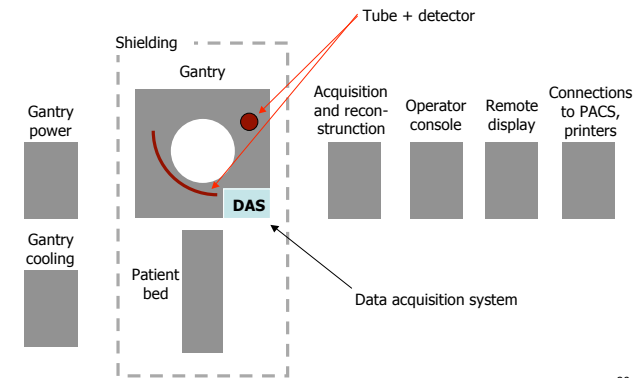 Tube + detector
Shielding
Gantry
Acquisition
and recon-
strunction
Operator
console
Remote
display
Connections
to PACS,
printers
Gantry
power
DAS
Gantry
cooling
Patient
bed
Data acquisition system